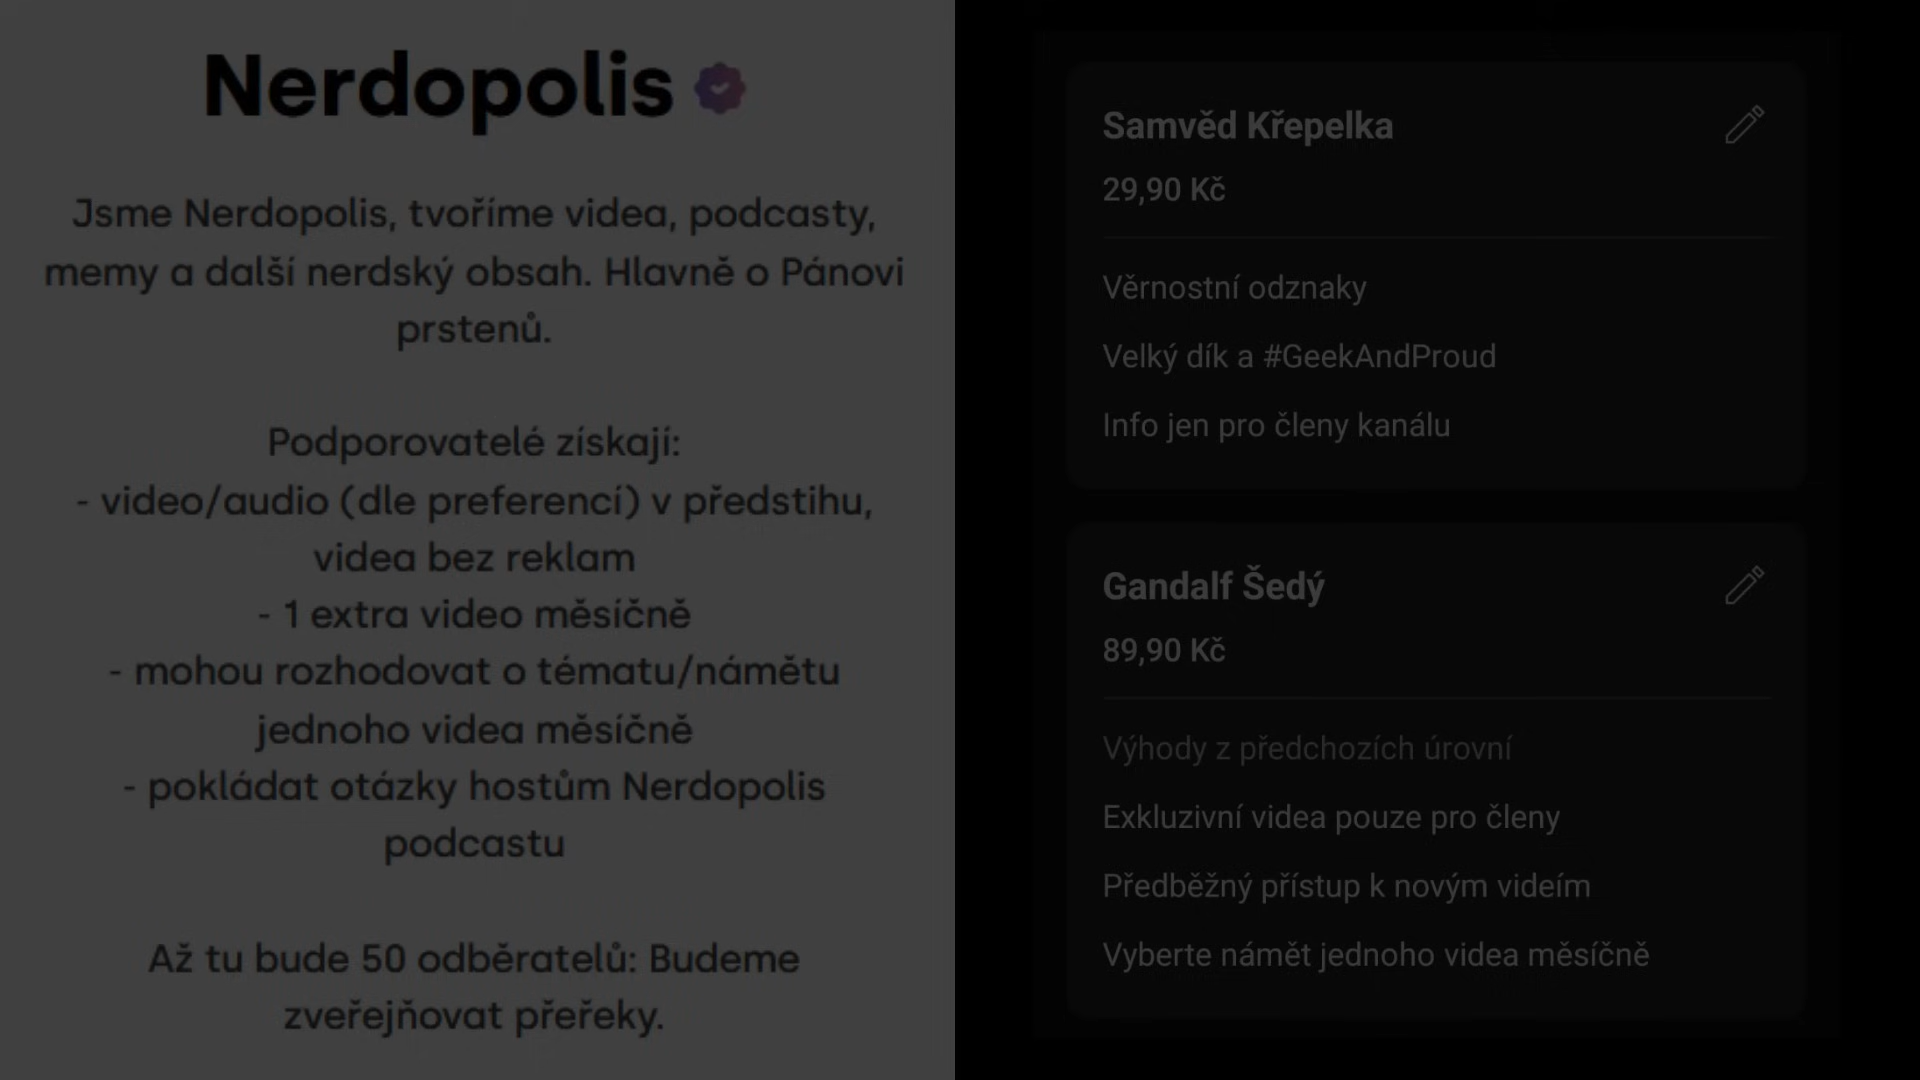 Nerdopolis
Jsme Nerdopolis, tvoříme videa, podcasty,
memy a další nerdský obsah. Hlavně o Pánovi
prstenů.
Podporovatelé získají:
- video/audio (dle preferencí) v předstihu,
videa bez reklam
- 1 extra video měsíčně
- mohou rozhodovat o tématu/námětu
jednoho videa měsíčně
- pokládat otázky hostům Nerdopolis
podcastu
Až tu bude 50 odběratelů: Budeme
zveřejňovat přeřeky.
Samvěd Křepelka
29,90 Kč
Věrnostní odznaky
Velký dík a #GeekAndProud
Info jen pro členy kanálu
Gandalf Šedý
89,90 Kč
Výhody z předchozích úrovní
Exkluzivní videa pouze pro členy
Předběžný přístup k novým videím
Vyberte námět jednoho videa měsíčně